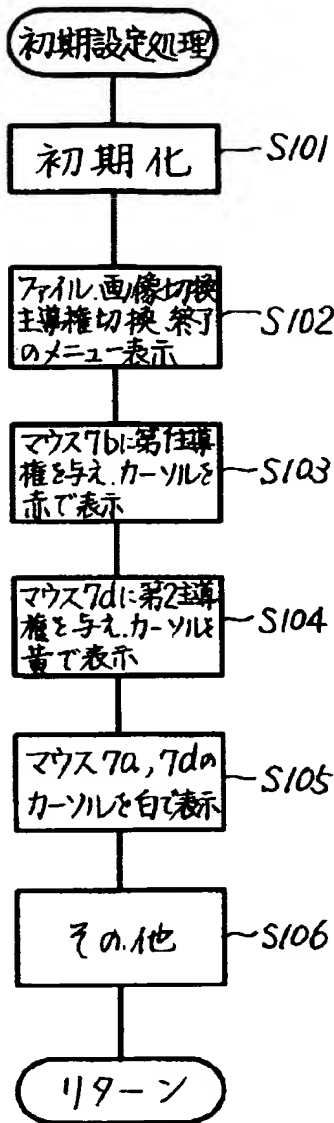 初期設定処理
初期化
S101
ファイル.画像切換
主導権切換.終了
のメニュー表示
S102
マウス7bに第1主導
権を与え.カーソルを
赤で表示
S103
マウス7dに第2主導
権を与え.カーソルを
黄で表示
S104
マウス7a,7dの
カーソルを白で表示
S105
その他
S106
リターン